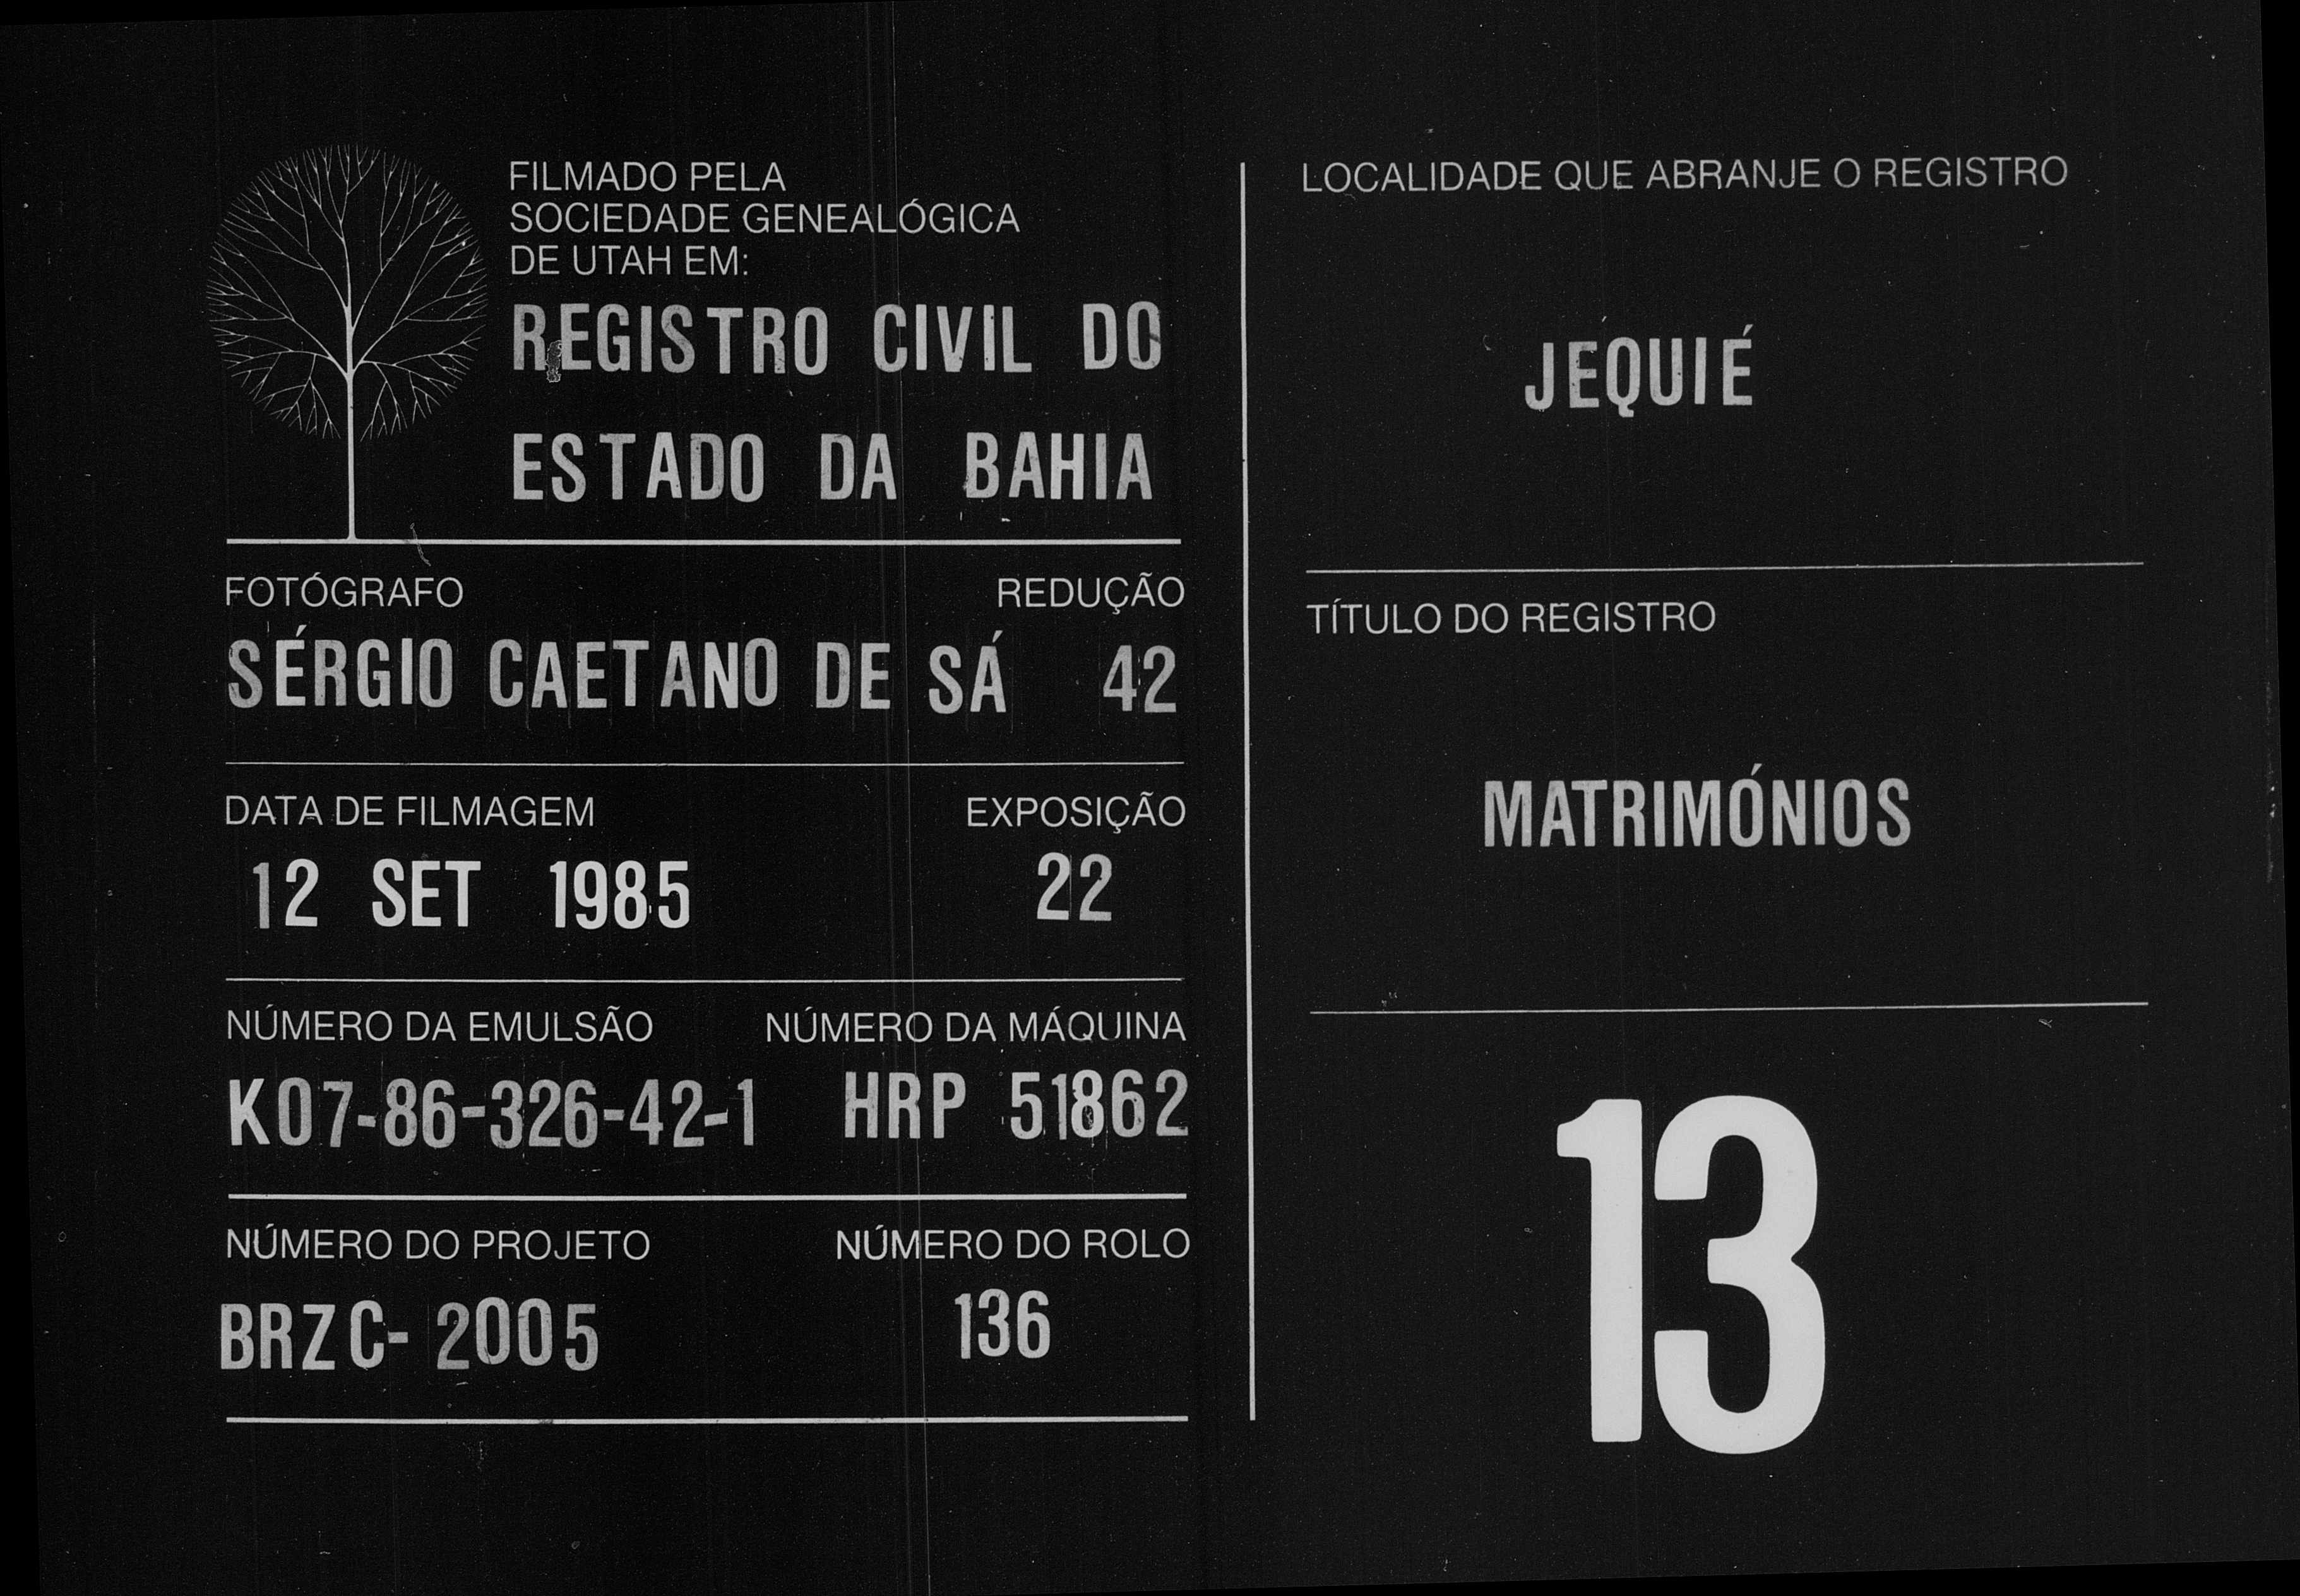 FILMADO PELA
SOCIEDADE GENEALÓGICA
DE UTAH EM:
REGISTRO CIVIL DO
ESTADO DA BAHIA
FOTÓGRAFO REDUÇÃO
SÉRGIO CAETANO DE SÁ 42
DATA DE FILMAGEM EXPOSIÇÃO
12 SET 1985 22
NÚMERO DA EMULSÃO NÚMERO DA MÁQUINA
K07-86-326-42-1 HRP 51862
NÚMERO DO PROJETO NÚMERO DO ROLO
BRZC-2005 136
LOCALIDADE QUE ABRANJE O REGISTRO
JEQUIÉ
TÍTULO DO REGISTRO
MATRIMÓNIOS
13